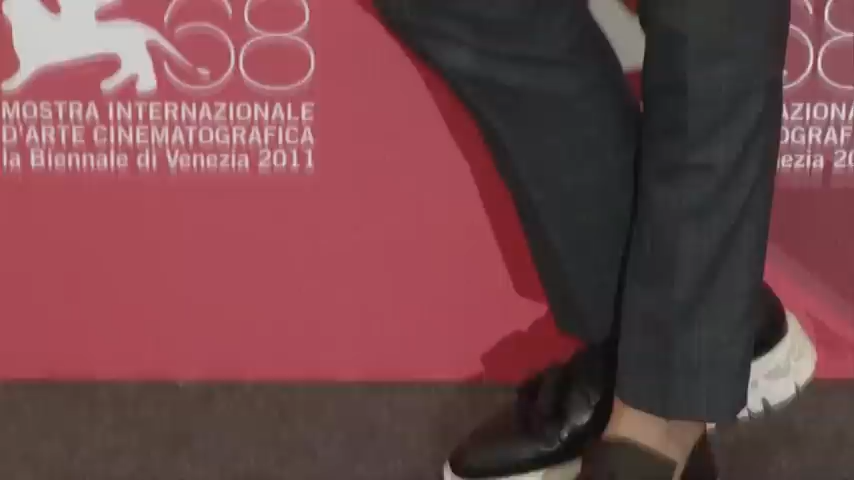 68
MOSTRA INTERNAZIONALE
D'ARTE CINEMATOGRAFICA
la Biennale di Venezia 2011